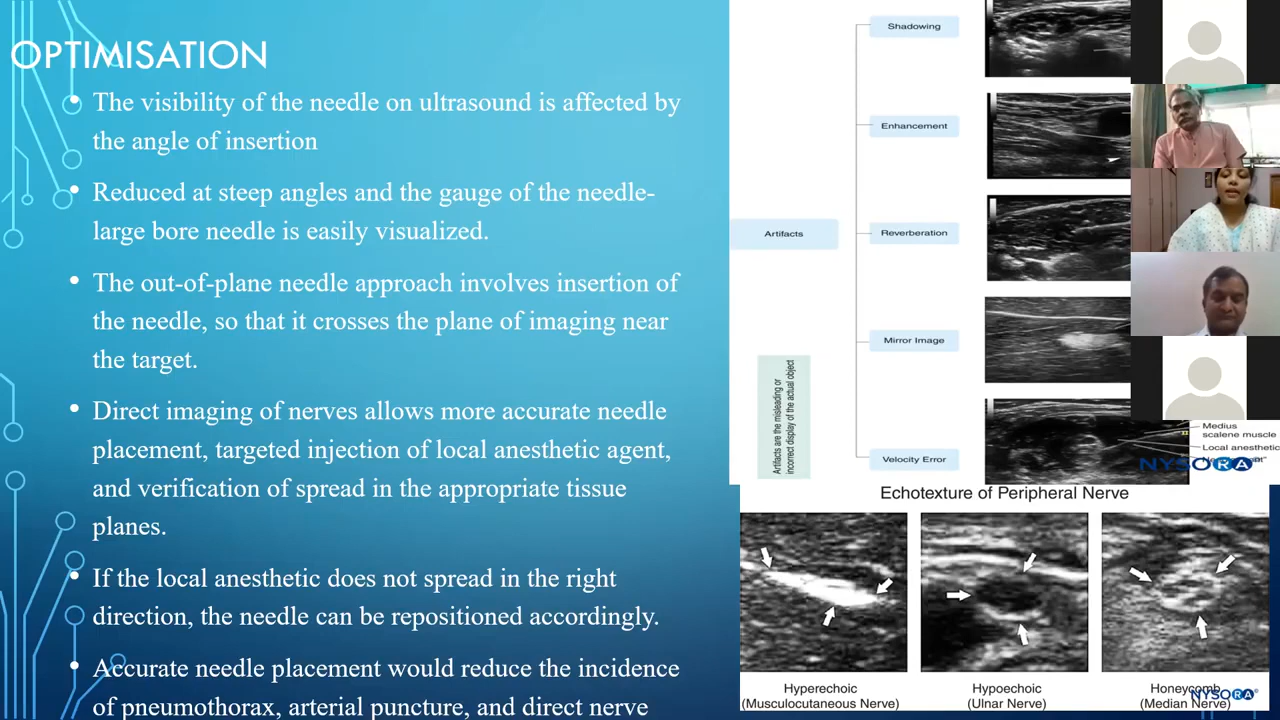 OPTIMISATION
The visibility of the needle on ultrasound is affected by
the angle of insertion
Reduced at steep angles and the gauge of the needle-
large bore needle is easily visualized.
The out-of-plane needle approach involves insertion of
the needle, so that it crosses the plane of imaging near
the target.
Direct imaging of nerves allows more accurate needle
placement, targeted injection of local anesthetic agent,
and verification of spread in the appropriate tissue
planes.
If the local anesthetic does not spread in the right
direction, the needle can be repositioned accordingly.
Accurate needle placement would reduce the incidence
of pneumothorax, arterial puncture, and direct nerve
Artifacts
Artifacts are the misleading or
incorrect display of the actual object
Shadowing
Enhancement
Reverberation
Mirror Image
Velocity Error
Medius
scalene muscle
Local anesthetic
NYSORA
Echotexture of Peripheral Nerve
Hyperechoic
(Musculocutaneous Nerve)
Hypoechoic
(Ulnar Nerve)
Honeycomb
(Median Nerve)
NYSORA